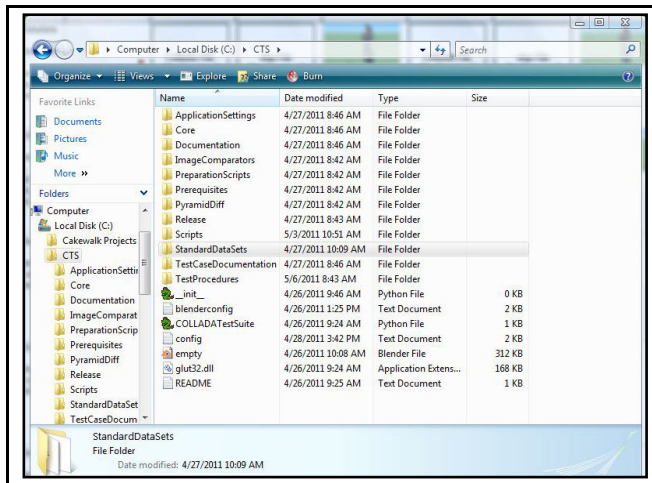 Computer ▸ Local Disk (C:) ▸ CTS ▸ Search
Organize Views Explore Share Burn
Favorite Links
Documents
Pictures
Music
More »
Folders
Computer
Local Disk (C:)
Cakewalk Projects
CTS
ApplicationSettin
Core
Documentation
ImageComparat
PreparationScrip
Prerequisites
PyramidDiff
Release
Scripts
StandardDataSet
TestCaseDocum
Name Date modified Type Size
ApplicationSettings 4/27/2011 8:46 AM File Folder
Core 4/27/2011 8:46 AM File Folder
Documentation 4/27/2011 8:46 AM File Folder
ImageComparators 4/27/2011 8:42 AM File Folder
PreparationScripts 4/27/2011 8:42 AM File Folder
Prerequisites 4/27/2011 8:42 AM File Folder
PyramidDiff 4/27/2011 8:42 AM File Folder
Release 4/27/2011 8:43 AM File Folder
Scripts 5/3/2011 10:51 AM File Folder
StandardDataSets 4/27/2011 10:09 AM File Folder
TestCaseDocumentation 4/27/2011 8:46 AM File Folder
TestProcedures 5/6/2011 8:43 AM File Folder
__init__ 4/26/2011 9:46 AM Python File 0 KB
blenderconfig 4/26/2011 1:25 PM Text Document 2 KB
COLLADATestSuite 4/26/2011 9:24 AM Python File 1 KB
config 4/28/2011 3:42 PM Text Document 2 KB
empty 4/26/2011 10:08 AM Blender File 312 KB
glut32.dll 4/26/2011 9:24 AM Application Extens... 168 KB
README 4/26/2011 9:25 AM Text Document 1 KB
StandardDataSets
File Folder
Date modified: 4/27/2011 10:09 AM